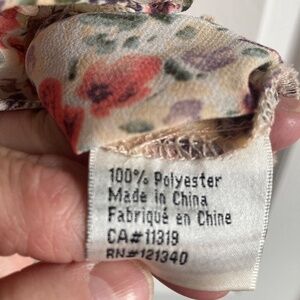 100% Polyester
Made in China
Fabriqué en Chine
CA#11319
RN#121340